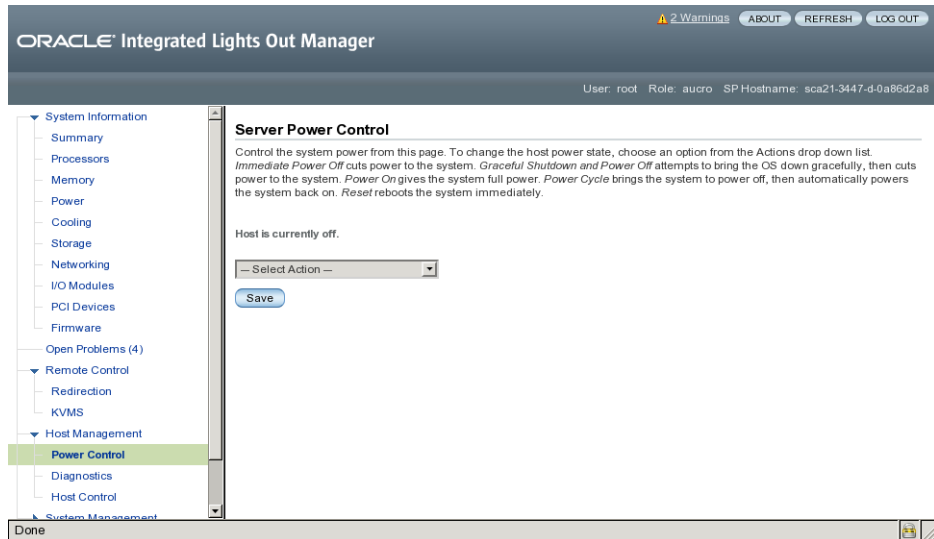 2 Warnings ABOUT REFRESH LOG OUT
ORACLE Integrated Lights Out Manager
User: root Role: aucro SP Hostname: sca21-3447-d-0a86d2a8
System Information
Summary
Processors
Memory
Power
Cooling
Storage
Networking
I/O Modules
PCI Devices
Firmware
Open Problems (4)
Remote Control
Redirection
KVMS
Host Management
Power Control
Diagnostics
Host Control
System Management
Server Power Control
Control the system power from this page. To change the host power state, choose an option from the Actions drop down list.
Immediate Power Off cuts power to the system. Graceful Shutdown and Power Off attempts to bring the OS down gracefully, then cuts
power to the system. Power On gives the system full power. Power Cycle brings the system to power off, then automatically powers
the system back on. Reset reboots the system immediately.
Host is currently off.
— Select Action —
Save
Done